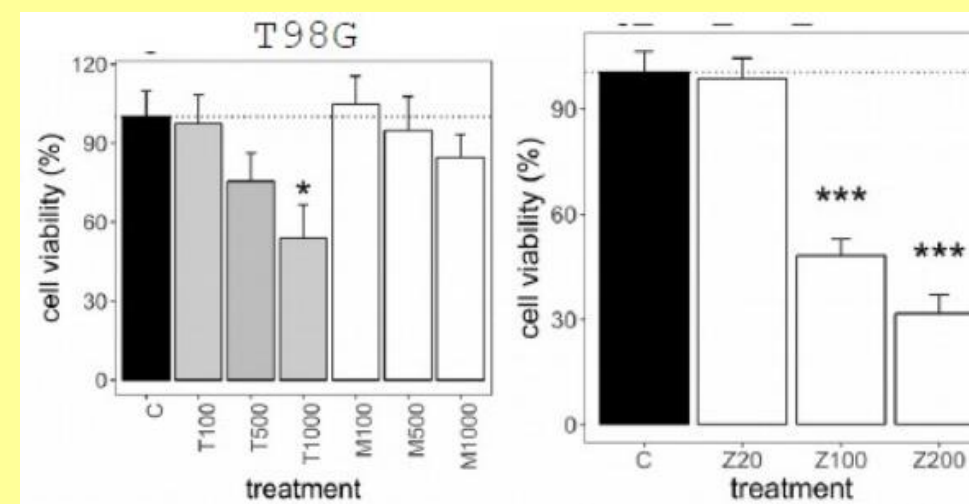 T98G
120
90
60
30
0
cell viability (%)
*
C
T100
T500
T1000
M100
M500
M1000
treatment
90
60
30
0
cell viability (%)
***
***
C
Z20
Z100
Z200
treatment